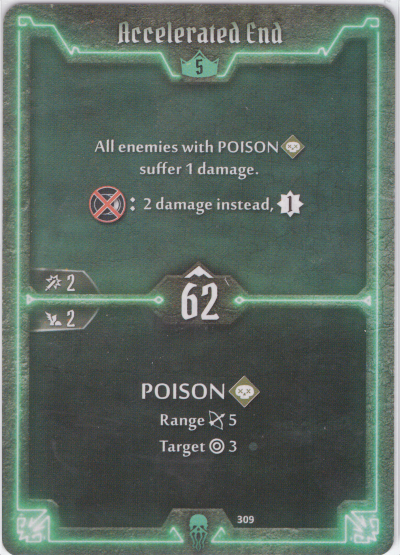 Accelerated End
5
All enemies with POISON
suffer 1 damage.
: 2 damage instead, 1
2
62
2
POISON
Range 5
Target 3
309